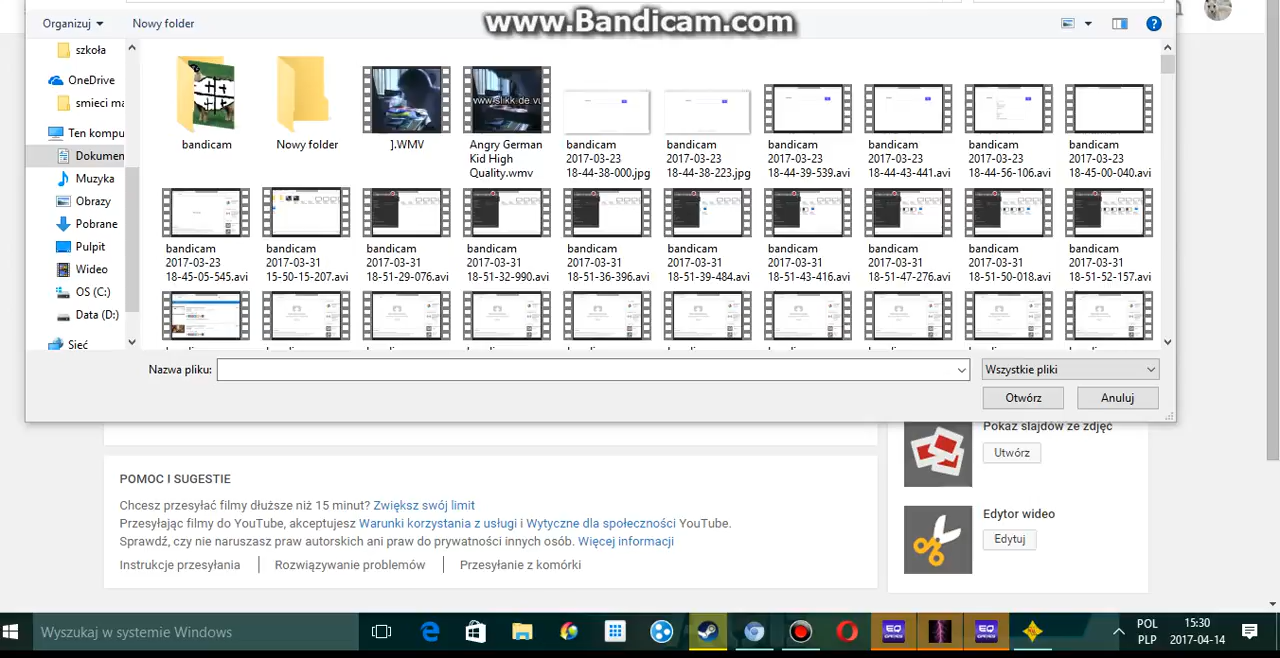 www.Bandicam.com
Organizuj
Nowy folder
szkoła
OneDrive
smieci ma
Ten kompu
Dokumen
Muzyka
Obrazy
Pobrane
Pulpit
Wideo
OS (C:)
Data (D:)
Sieć
bandicam
Nowy folder
].WMV
Angry German
Kid High
Quality.wmv
bandicam
2017-03-23
18-44-38-000.jpg
bandicam
2017-03-23
18-44-38-223.jpg
bandicam
2017-03-23
18-44-39-539.avi
bandicam
2017-03-23
18-44-43-441.avi
bandicam
2017-03-23
18-44-56-106.avi
bandicam
2017-03-23
18-45-00-040.avi
bandicam
2017-03-23
18-45-05-545.avi
bandicam
2017-03-31
15-50-15-207.avi
bandicam
2017-03-31
18-51-29-076.avi
bandicam
2017-03-31
18-51-32-990.avi
bandicam
2017-03-31
18-51-36-396.avi
bandicam
2017-03-31
18-51-39-484.avi
bandicam
2017-03-31
18-51-43-416.avi
bandicam
2017-03-31
18-51-47-276.avi
bandicam
2017-03-31
18-51-50-018.avi
bandicam
2017-03-31
18-51-52-157.avi
Nazwa pliku:
Wszystkie pliki
Otwórz
Anuluj
Pokaz slajdów ze zdjęć
Utwórz
POMOC I SUGESTIE
Chcesz przesyłać filmy dłuższe niż 15 minut? Zwiększ swój limit
Przesyłając filmy do YouTube, akceptujesz Warunki korzystania z usługi i Wytyczne dla społeczności YouTube.
Sprawdź, czy nie naruszasz praw autorskich ani praw do prywatności innych osób. Więcej informacji
Instrukcje przesyłania
Rozwiązywanie problemów
Przesyłanie z komórki
Edytor wideo
Edytuj
Wyszukaj w systemie Windows
POL
PLP
15:30
2017-04-14